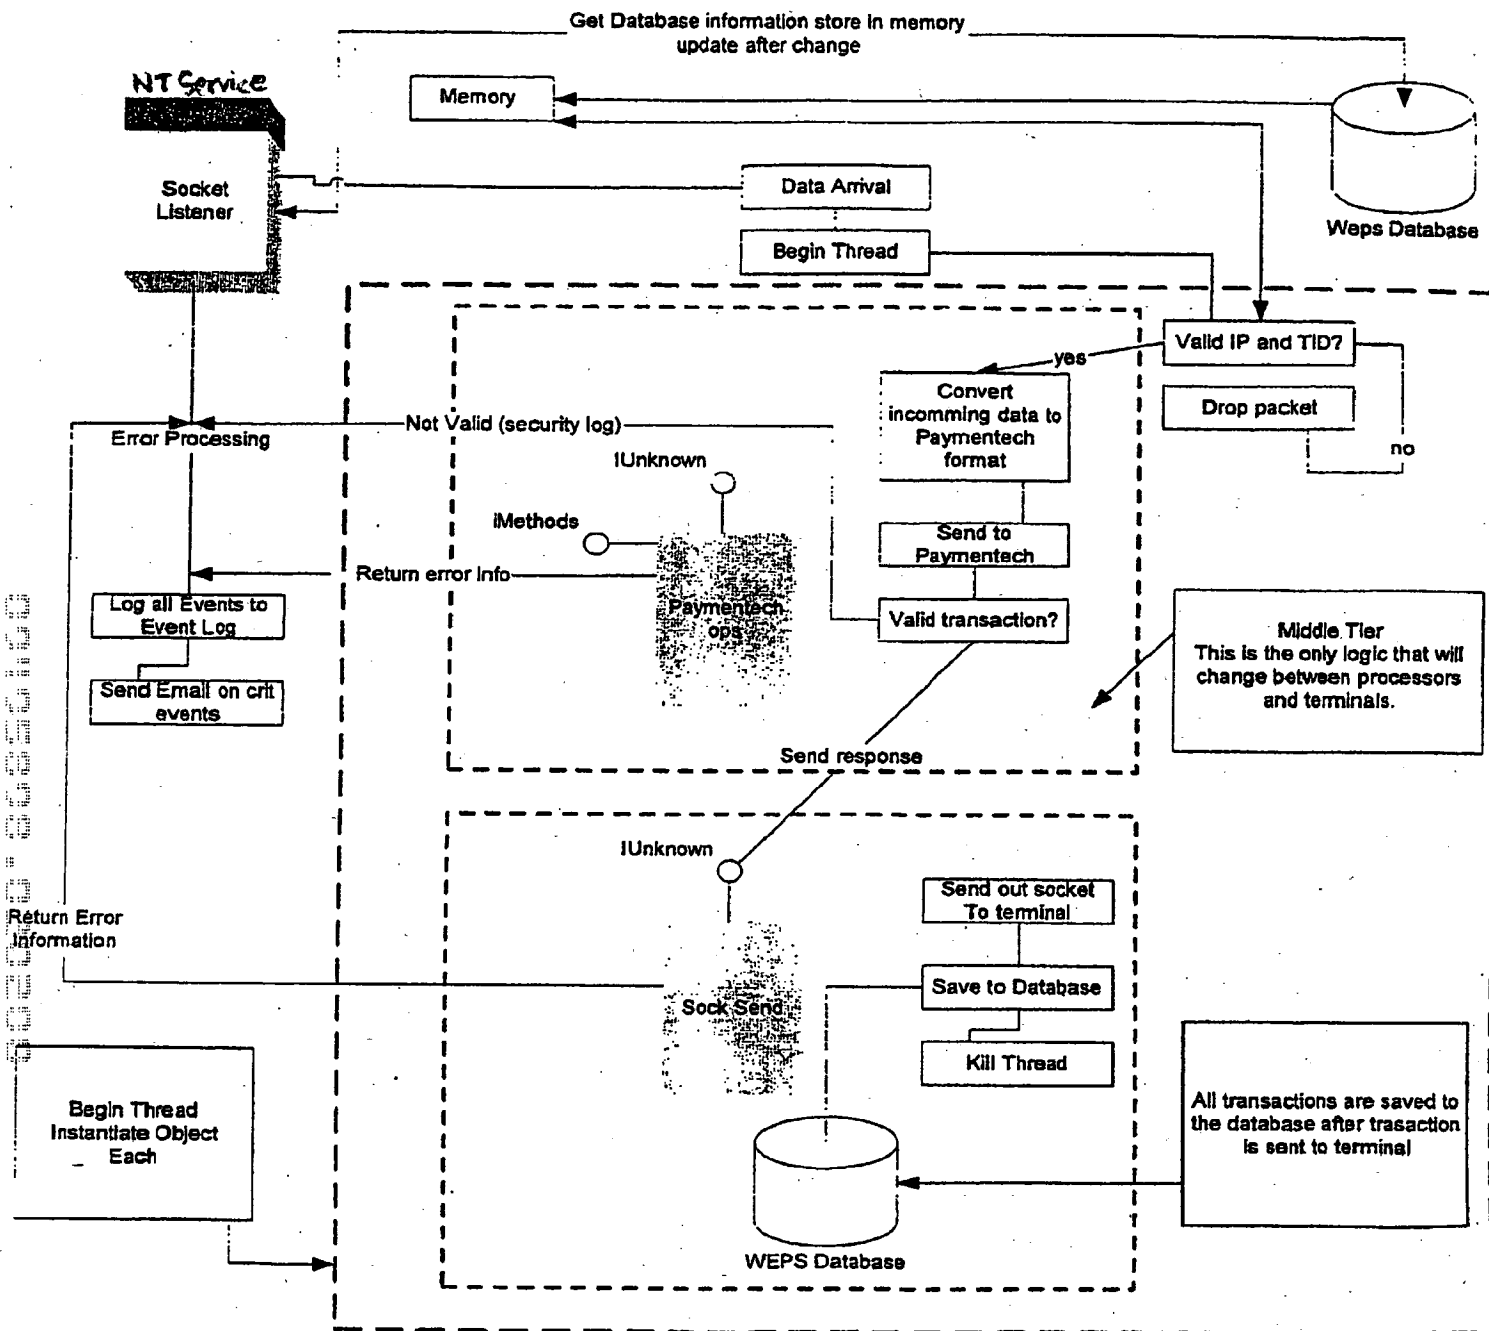 Get Database information store in memory
update after change
NT Service
Memory
Socket
Listener
Data Arrival
Begin Thread
Weps Database
Valid IP and TID?
yes
Convert
incomming data to
Paymentech
format
Drop packet
no
Not Valid (security log)
Error Processing
IUnknown
iMethods
Send to
Paymentech
Return error info
Paymentech
ops
Valid transaction?
Log all Events to
Event Log
Send Email on crit
events
Middle Tier
This is the only logic that will
change between processors
and terminals.
Send response
IUnknown
Send out socket
To terminal
Return Error
Information
Save to Database
Sock Send
Kill Thread
Begin Thread
Instantiate Object
Each
All transactions are saved to
the database after trasaction
is sent to terminal
WEPS Database